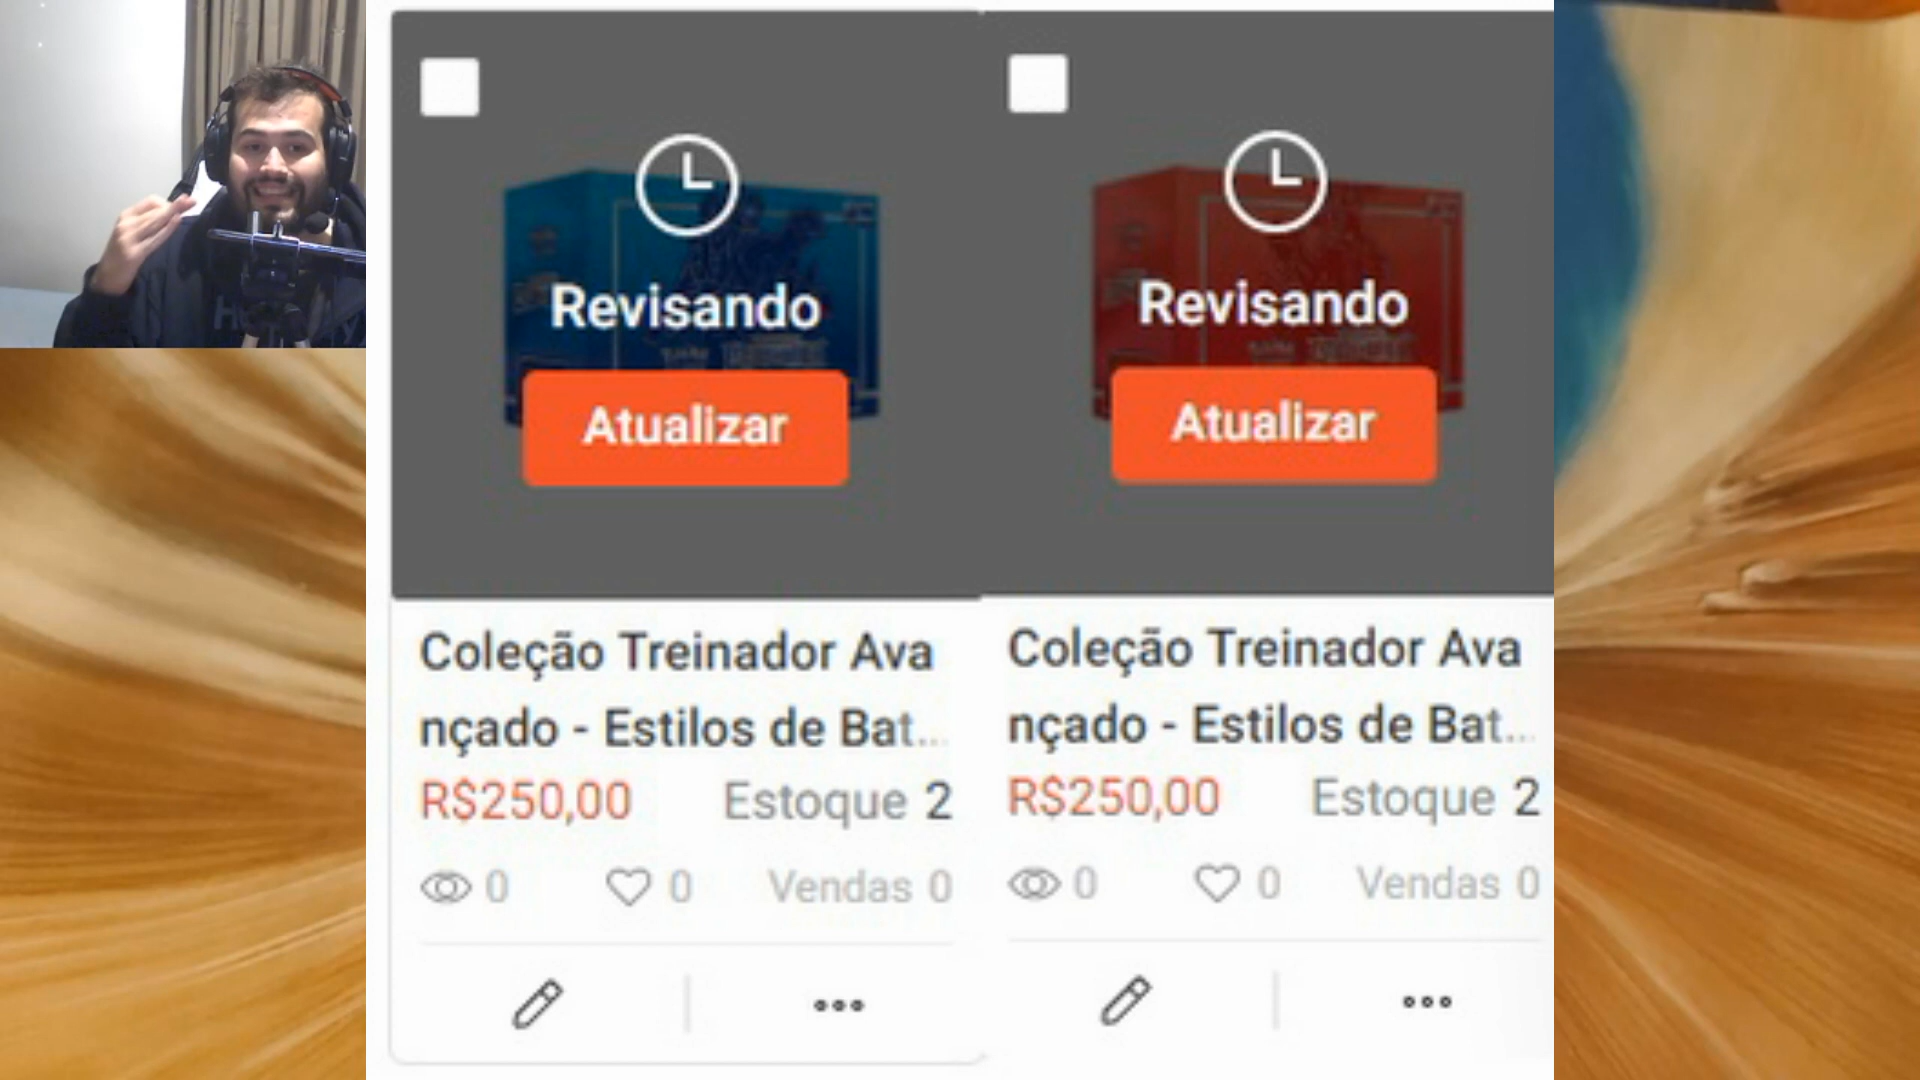 Revisando
Atualizar
Coleção Treinador Ava
nçado - Estilos de Bat...
R$250,00 Estoque 2
0 0 Vendas 0
Revisando
Atualizar
Coleção Treinador Ava
nçado - Estilos de Bat...
R$250,00 Estoque 2
0 0 Vendas 0